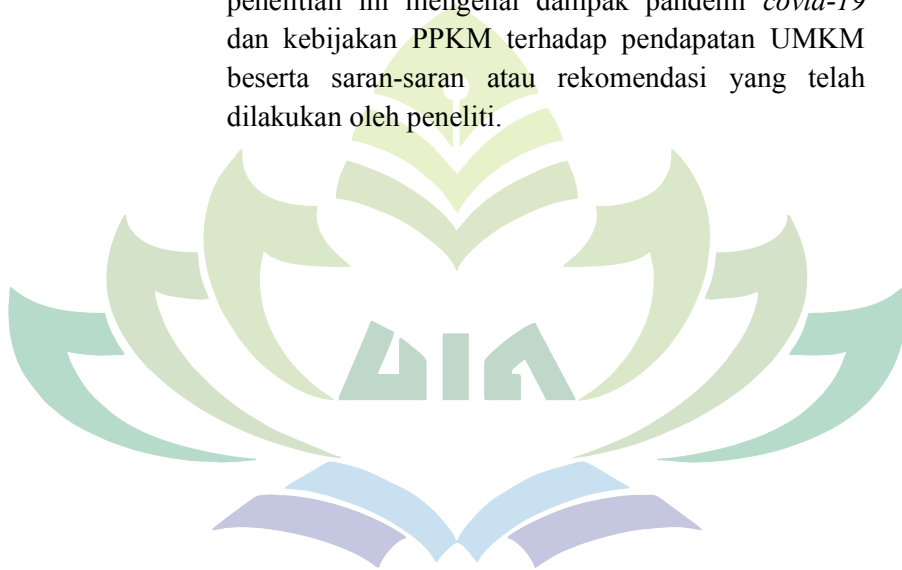 penelitian ini mengenai dampak pandemi covid-19
dan kebijakan PPKM terhadap pendapatan UMKM
beserta saran-saran atau rekomendasi yang telah
dilakukan oleh peneliti.
UIN